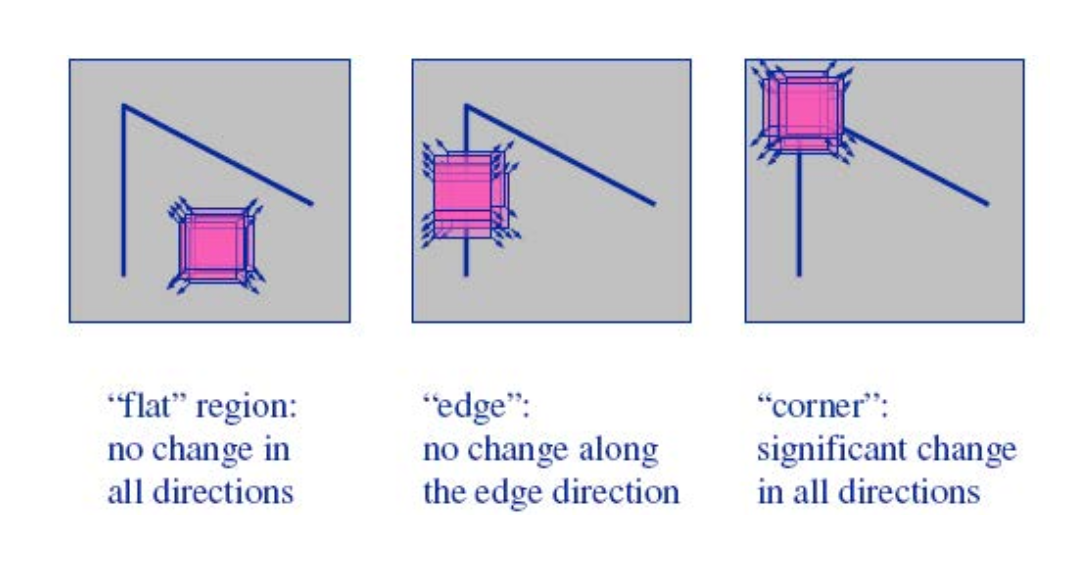 “flat” region:
no change in
all directions
“edge”:
no change along
the edge direction
“corner”:
significant change
in all directions